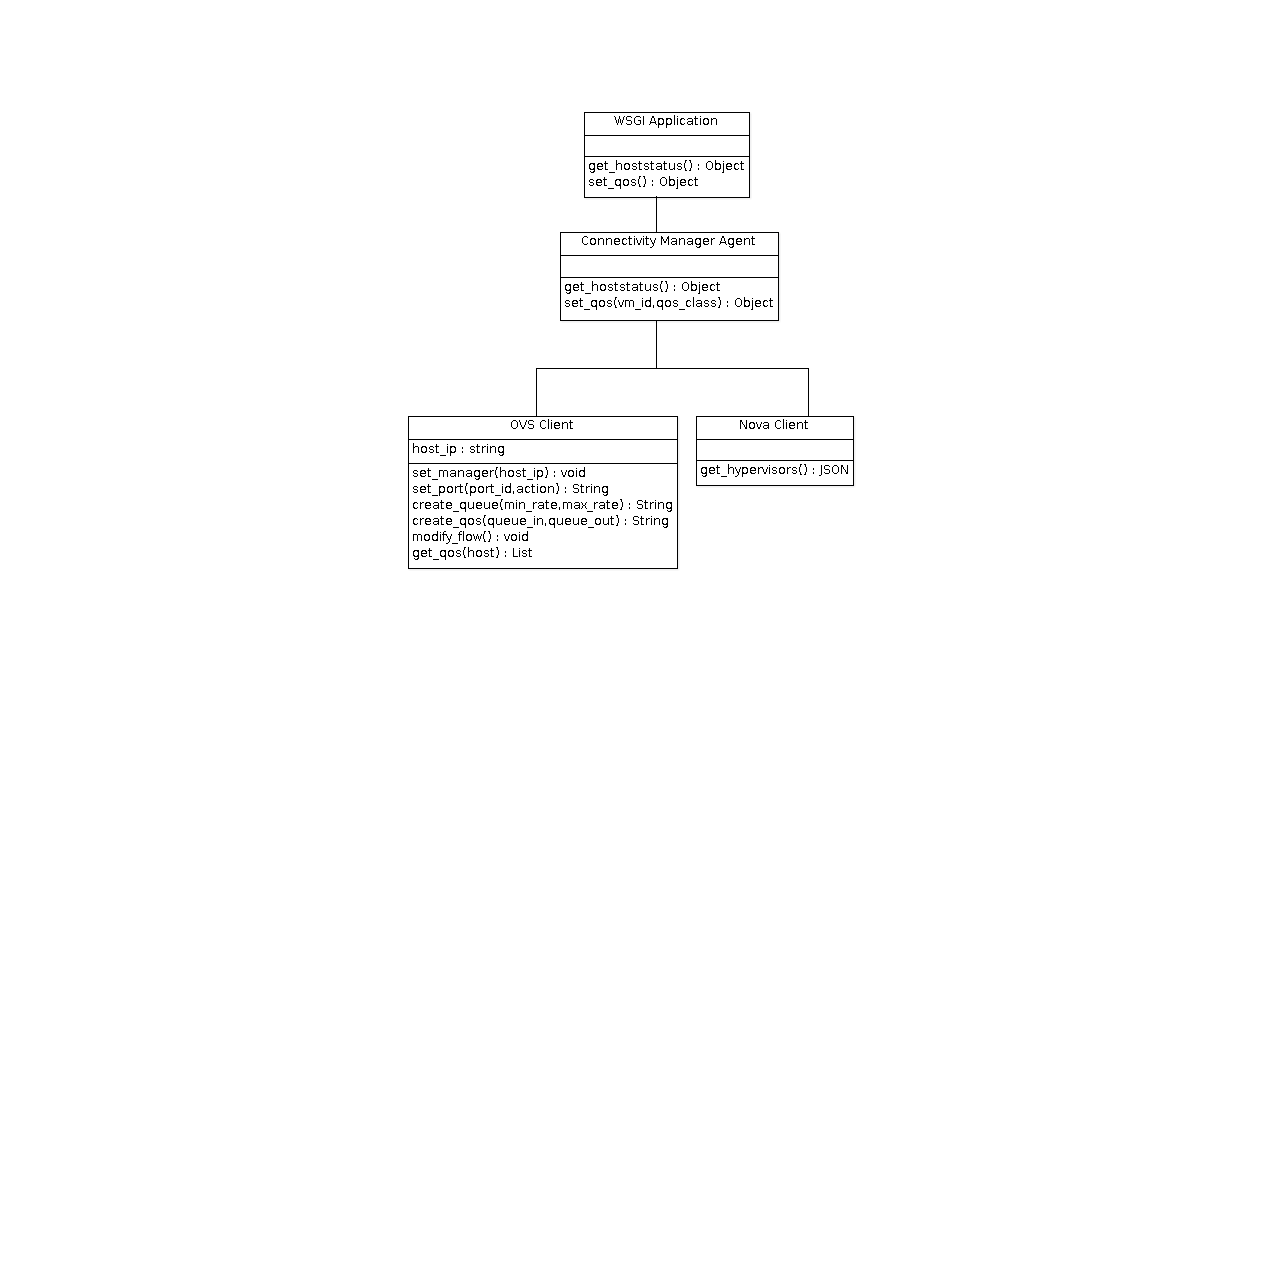 WSGI Application
get_hoststatus() : Object
set_qos() : Object
Connectivity Manager Agent
get_hoststatus() : Object
set_qos(vm_id,qos_class) : Object
OVS Client
host_ip : string
set_manager(host_ip) : void
set_port(port_id,action) : String
create_queue(min_rate,max_rate) : String
create_qos(queue_in,queue_out) : String
modify_flow() : void
get_qos(host) : List
Nova Client
get_hypervisors() : JSON